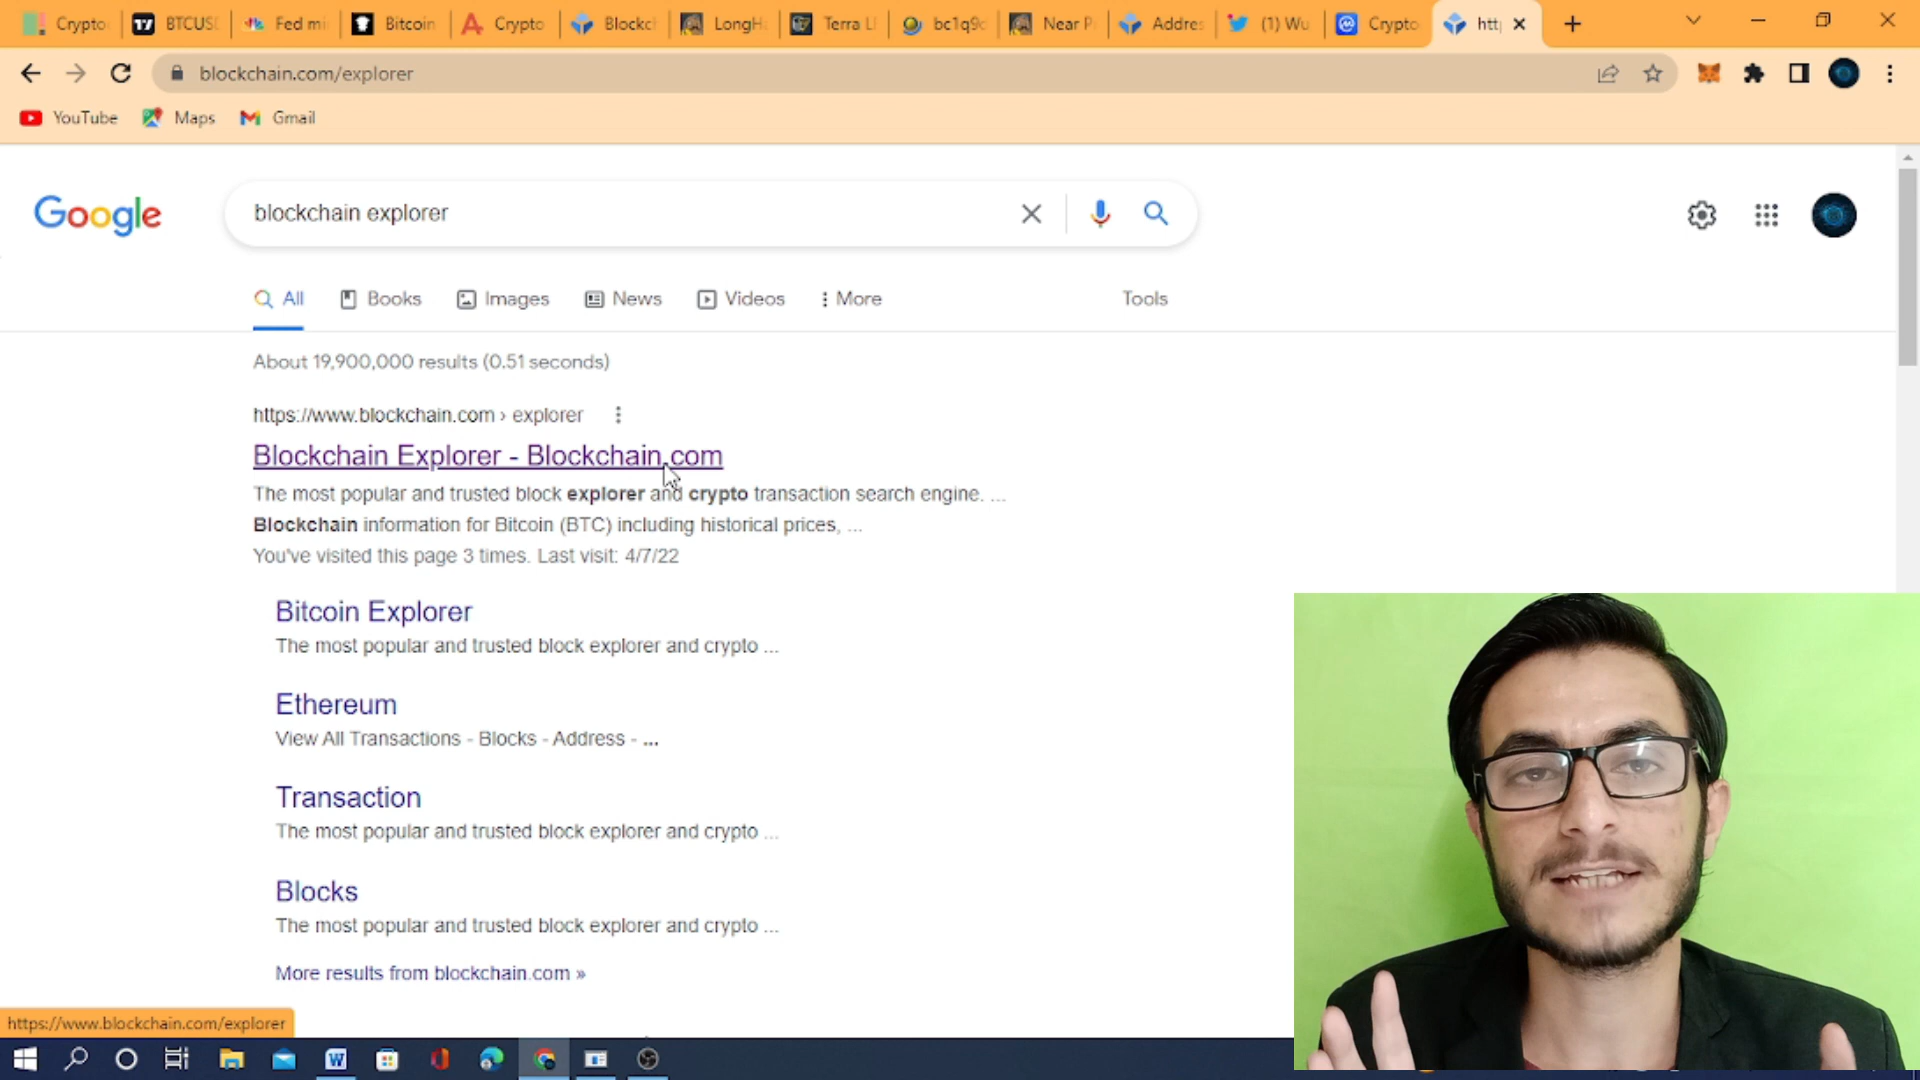 Crypto
BTCUS
Fed mi
Bitcoin
Crypto
Blockc
LongH
Terra L
bc1q9
Near P
Addres
(1) Wu
Crypto
htt
blockchain.com/explorer
YouTube Maps Gmail
Google
blockchain explorer
All Books Images News Videos More Tools
About 19,900,000 results (0.51 seconds)
https://www.blockchain.com › explorer
Blockchain Explorer - Blockchain.com
The most popular and trusted block explorer and crypto transaction search engine. ...
Blockchain information for Bitcoin (BTC) including historical prices, ...
You've visited this page 3 times. Last visit: 4/7/22
Bitcoin Explorer
The most popular and trusted block explorer and crypto ...
Ethereum
View All Transactions - Blocks - Address - ...
Transaction
The most popular and trusted block explorer and crypto ...
Blocks
The most popular and trusted block explorer and crypto ...
More results from blockchain.com »
https://www.blockchain.com/explorer